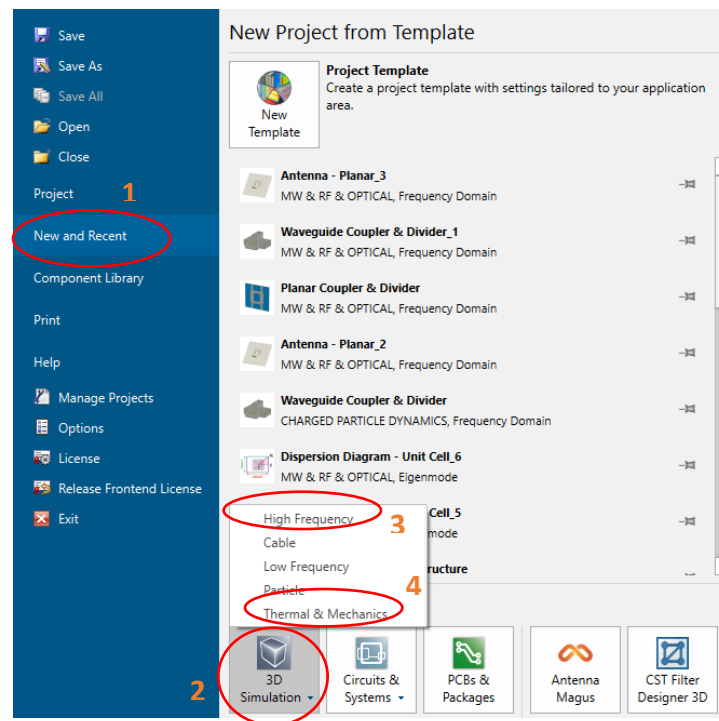 Save
Save As
Save All
Open
Close
Project
1
New and Recent
Component Library
Print
Help
Manage Projects
Options
License
Release Frontend License
Exit
New Project from Template
New
Template
Project Template
Create a project template with settings tailored to your application
area.
Antenna - Planar_3
MW & RF & OPTICAL, Frequency Domain
Waveguide Coupler & Divider_1
MW & RF & OPTICAL, Frequency Domain
Planar Coupler & Divider
MW & RF & OPTICAL, Frequency Domain
Antenna - Planar_2
MW & RF & OPTICAL, Frequency Domain
Waveguide Coupler & Divider
CHARGED PARTICLE DYNAMICS, Frequency Domain
Dispersion Diagram - Unit Cell_6
MW & RF & OPTICAL, Eigenmode
Cell_5
mode
ructure
High Frequency
3
Cable
Low Frequency
Particle
4
Thermal & Mechanics
2
3D
Simulation
Circuits &
Systems
PCBs &
Packages
Antenna
Magus
CST Filter
Designer 3D